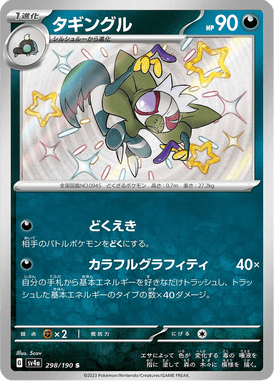 1進化 タギングル HP 90
シルシュルーから進化
全国図鑑No.0945 どくざるポケモン 高さ:0.7m 重さ:27.2kg
どくえき
相手のバトルポケモンをどくにする。
カラフルグラフィティ 40×
自分の手札から基本エネルギーを好きなだけトラッシュし、トラッシュ
した基本エネルギーのタイプの数×40ダメージ。
弱点 ×2 抵抗力 にげる
Illus. Scav
G sv4a 298/190 S
©2023 Pokémon/Nintendo/Creatures/GAME FREAK.